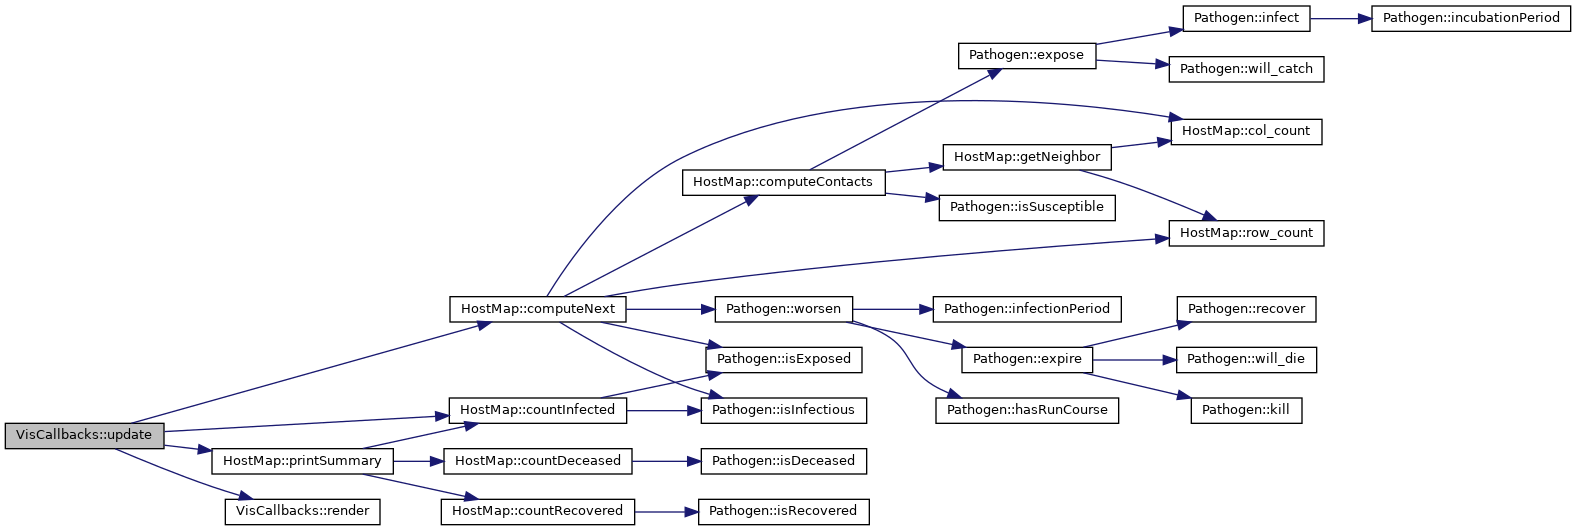 Pathogen::infect
Pathogen::incubationPeriod
Pathogen::expose
Pathogen::will_catch
HostMap::col_count
HostMap::getNeighbor
HostMap::computeContacts
Pathogen::isSusceptible
HostMap::row_count
HostMap::computeNext
Pathogen::worsen
Pathogen::infectionPeriod
Pathogen::recover
Pathogen::isExposed
Pathogen::expire
Pathogen::will_die
HostMap::countInfected
Pathogen::isInfectious
Pathogen::hasRunCourse
Pathogen::kill
VisCallbacks::update
HostMap::printSummary
HostMap::countDeceased
Pathogen::isDeceased
VisCallbacks::render
HostMap::countRecovered
Pathogen::isRecovered